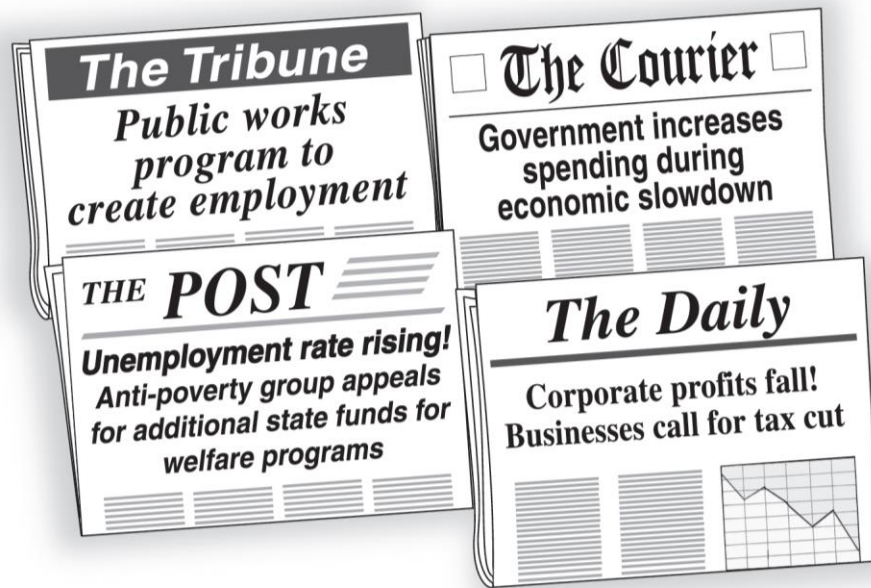 The Tribune
Public works
program to
create employment
The Courier
Government increases
spending during
economic slowdown
THE POST
Unemployment rate rising!
Anti-poverty group appeals
for additional state funds for
welfare programs
The Daily
Corporate profits fall!
Businesses call for tax cut